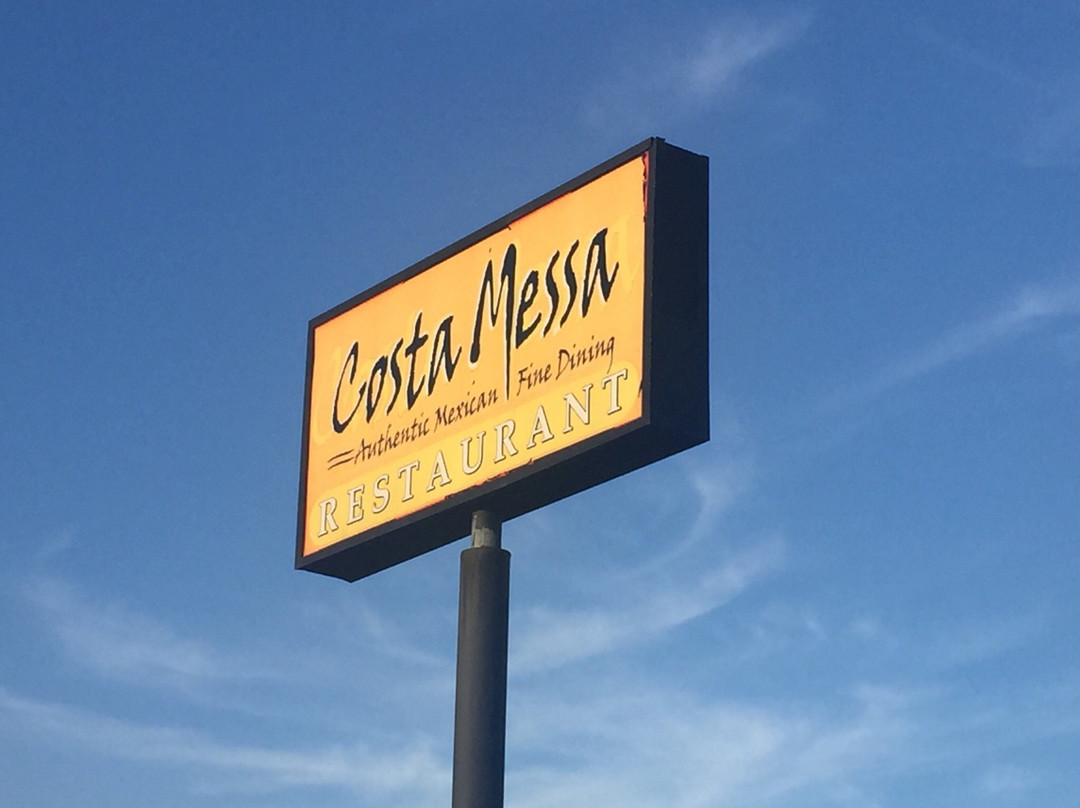 Costa Messa
Authentic Mexican Fine Dining
RESTAURANT